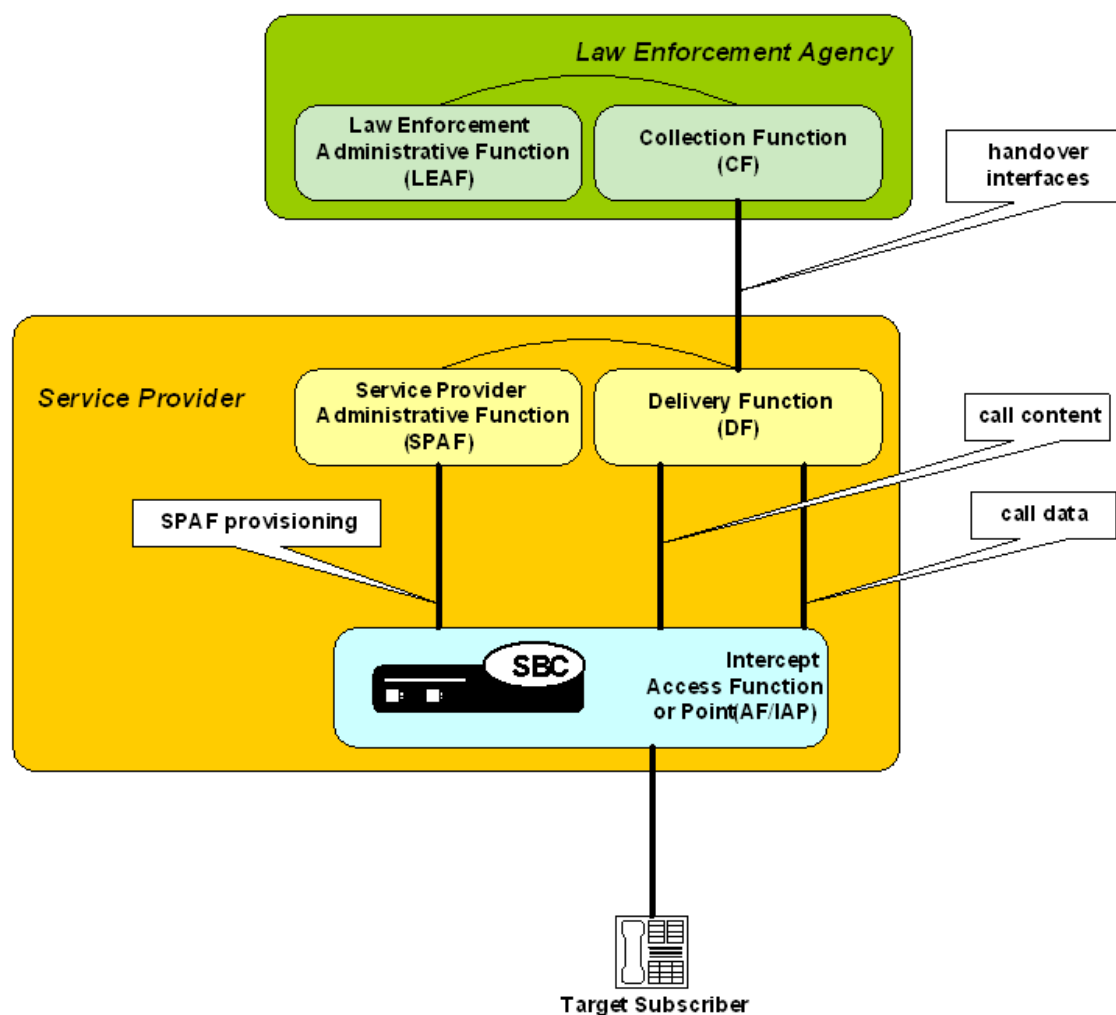 Law Enforcement Agency
Law Enforcement
Administrative Function
(LEAF)
Collection Function
(CF)
handover
interfaces
Service Provider
Service Provider
Administrative Function
(SPAF)
Delivery Function
(DF)
call content
SPAF provisioning
call data
SBC
Intercept
Access Function
or Point(AF/IAP)
Target Subscriber